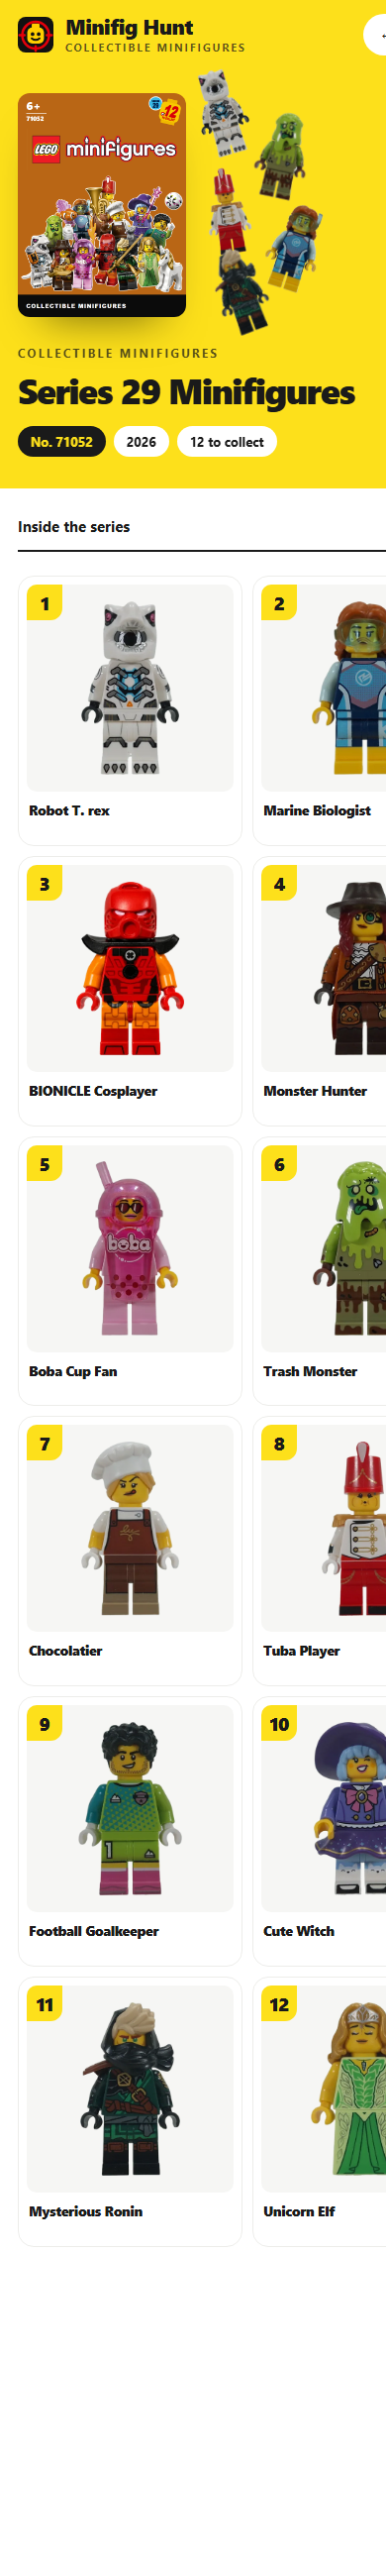 Minifig Hunt
COLLECTIBLE MINIFIGURES
6+
71052
12
LEGO minifigures
COLLECTIBLE MINIFIGURES
COLLECTIBLE MINIFIGURES
Series 29 Minifigures
No. 71052 2026 12 to collect
Inside the series
1 2
Robot T. rex Marine Biologist
3 4
BIONICLE Cosplayer Monster Hunter
5 6
boba
Boba Cup Fan Trash Monster
7 8
Chocolatier Tuba Player
9 10
1
Football Goalkeeper Cute Witch
11 12
Mysterious Ronin Unicorn Elf